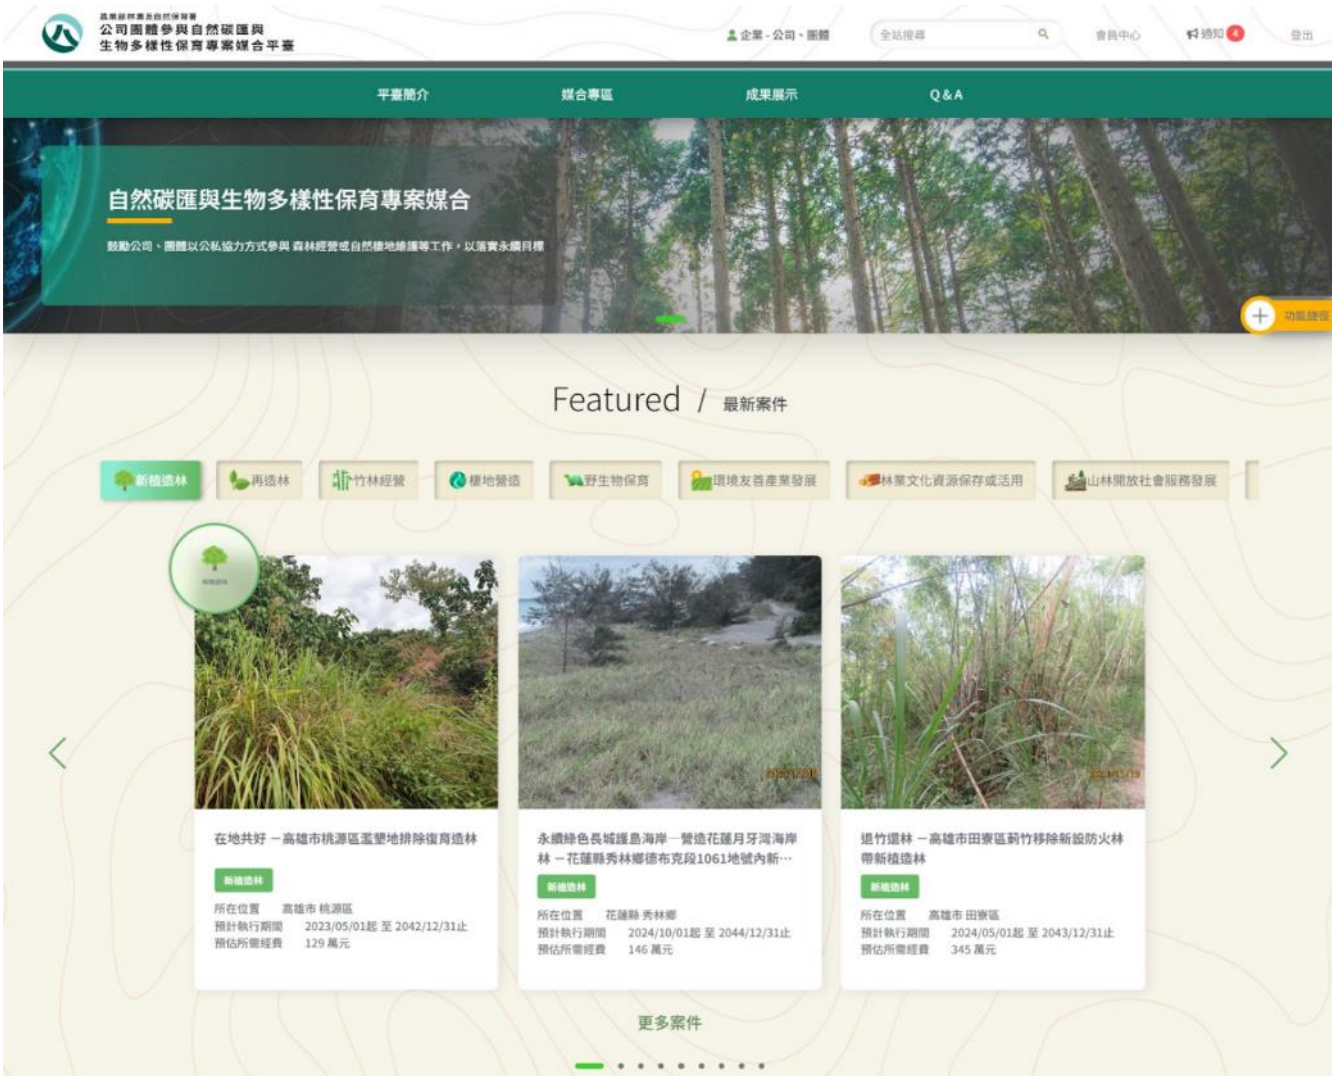 農業部林業及自然保育署
公司團體參與自然碳匯與
生物多樣性保育專案媒合平臺
企業 - 公司、團體
全站搜尋
會員中心
通知 4
登出
平臺簡介
媒合專區
成果展示
Q & A
自然碳匯與生物多樣性保育專案媒合
鼓勵公司、團體以公私協力方式參與 森林經營或自然棲地維護等工作，以落實永續目標
功能捷徑
Featured / 最新案件
新植造林
再造林
竹林經營
棲地營造
野生物保育
環境友善產業發展
林業文化資源保存或活用
山林開放社會服務發展
新植造林
在地共好 －高雄市桃源區濫墾地排除復育造林
新植造林
所在位置 高雄市 桃源區
預計執行期間 2023/05/01起 至 2042/12/31止
預估所需經費 129 萬元
永續綠色長城護島海岸—營造花蓮月牙灣海岸
林 －花蓮縣秀林鄉德布克段1061地號內新⋯
新植造林
所在位置 花蓮縣 秀林鄉
預計執行期間 2024/10/01起 至 2044/12/31止
預估所需經費 146 萬元
退竹還林 －高雄市田寮區莿竹移除新設防火林
帶新植造林
新植造林
所在位置 高雄市 田寮區
預計執行期間 2024/05/01起 至 2043/12/31止
預估所需經費 345 萬元
更多案件